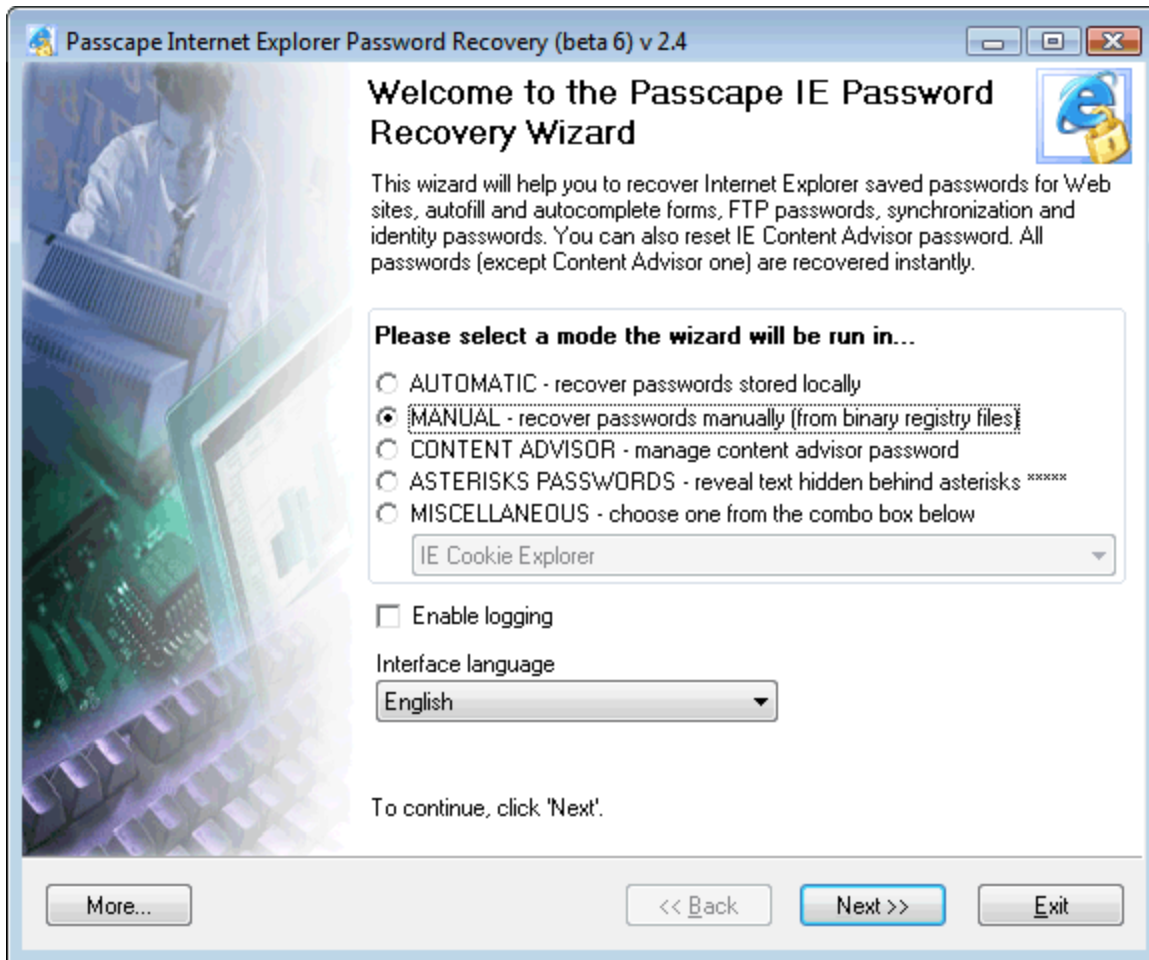 Passcape Internet Explorer Password Recovery (beta 6) v 2.4
Welcome to the Passcape IE Password
Recovery Wizard
This wizard will help you to recover Internet Explorer saved passwords for Web
sites, autofill and autocomplete forms, FTP passwords, synchronization and
identity passwords. You can also reset IE Content Advisor password. All
passwords (except Content Advisor one) are recovered instantly.
Please select a mode the wizard will be run in...
AUTOMATIC - recover passwords stored locally
MANUAL - recover passwords manually (from binary registry files)
CONTENT ADVISOR - manage content advisor password
ASTERISKS PASSWORDS - reveal text hidden behind asterisks *****
MISCELLANEOUS - choose one from the combo box below
IE Cookie Explorer
Enable logging
Interface language
English
To continue, click 'Next'.
More...
<< Back
Next >>
Exit